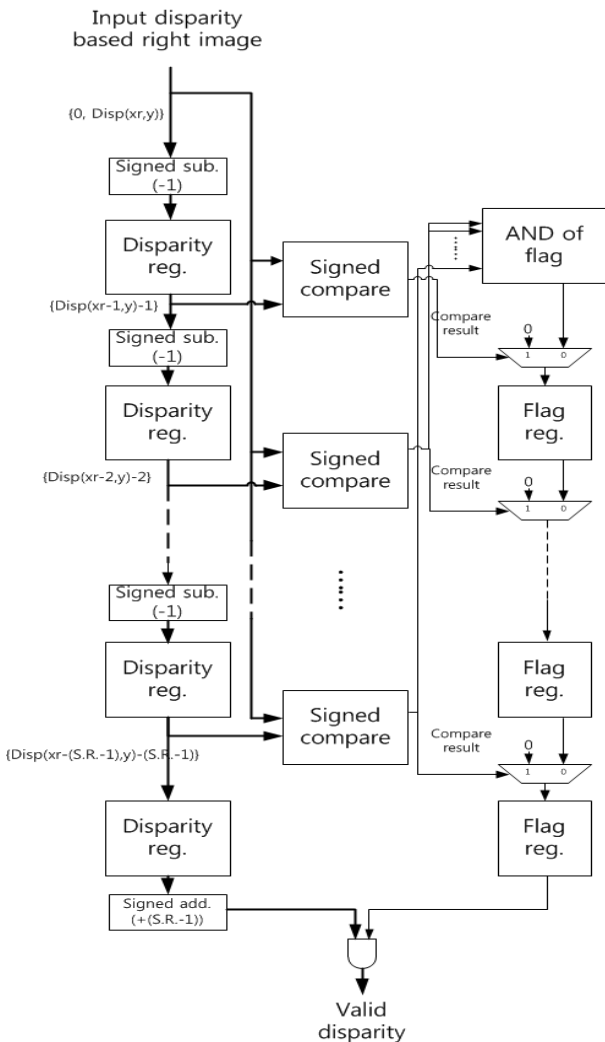 Input disparity
based right image
{0, Disp(xr,y)}
Signed sub.
(-1)
Disparity
reg.
{Disp(xr-1,y)-1}
Signed sub.
(-1)
Disparity
reg.
{Disp(xr-2,y)-2}
Signed sub.
(-1)
Disparity
reg.
{Disp(xr-(S.R.-1),y)-(S.R.-1)}
Disparity
reg.
Signed add.
(+(S.R.-1))
Signed
compare
Signed
compare
Signed
compare
AND of
flag
Compare
result
0
1 0
Flag
reg.
Compare
result
0
1 0
Flag
reg.
Compare
result
0
1 0
Flag
reg.
Valid
disparity